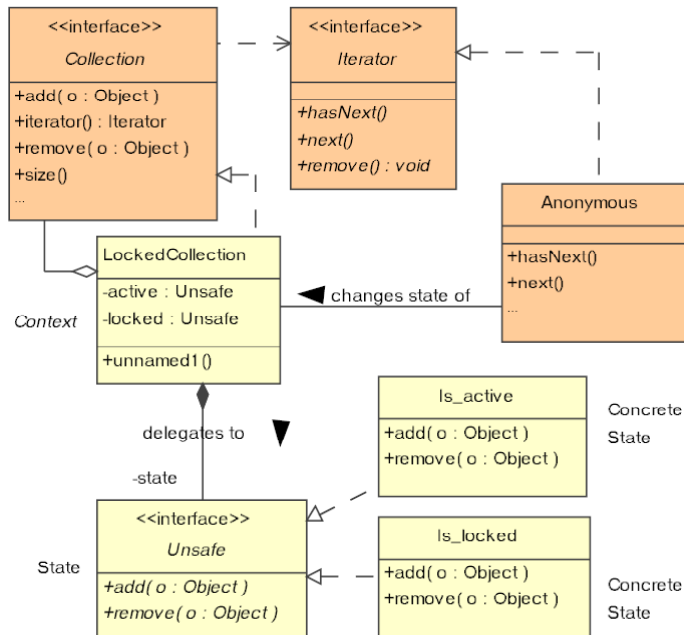 <<interface>>
Collection
+add( o : Object )
+iterator() : Iterator
+remove( o : Object )
+size()
...
<<interface>>
Iterator
+hasNext()
+next()
+remove() : void
Anonymous
+hasNext()
+next()
...
LockedCollection
-active : Unsafe
-locked : Unsafe
+unnamed1()
Context
changes state of
delegates to
-state
<<interface>>
Unsafe
+add( o : Object )
+remove( o : Object )
State
Is_active
+add( o : Object )
+remove( o : Object )
Concrete
State
Is_locked
+add( o : Object )
+remove( o : Object )
Concrete
State